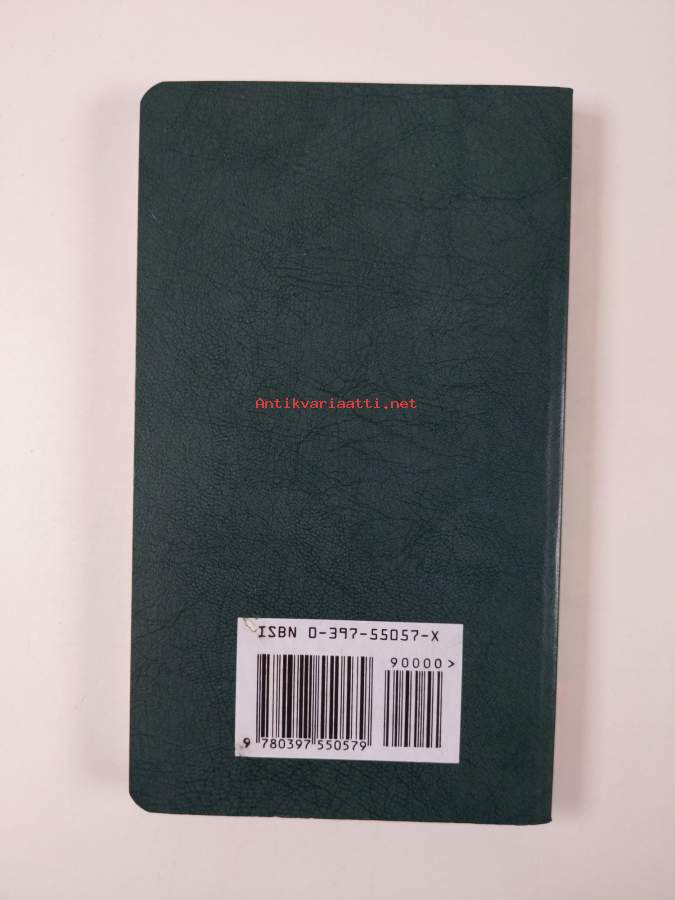 Antikvariaatti.net
ISBN 0-397-55057-X
90000>
9 780397 550579